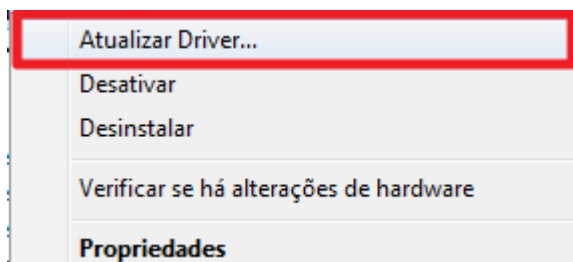 Atualizar Driver...
Desativar
Desinstalar
Verificar se há alterações de hardware
Propriedades